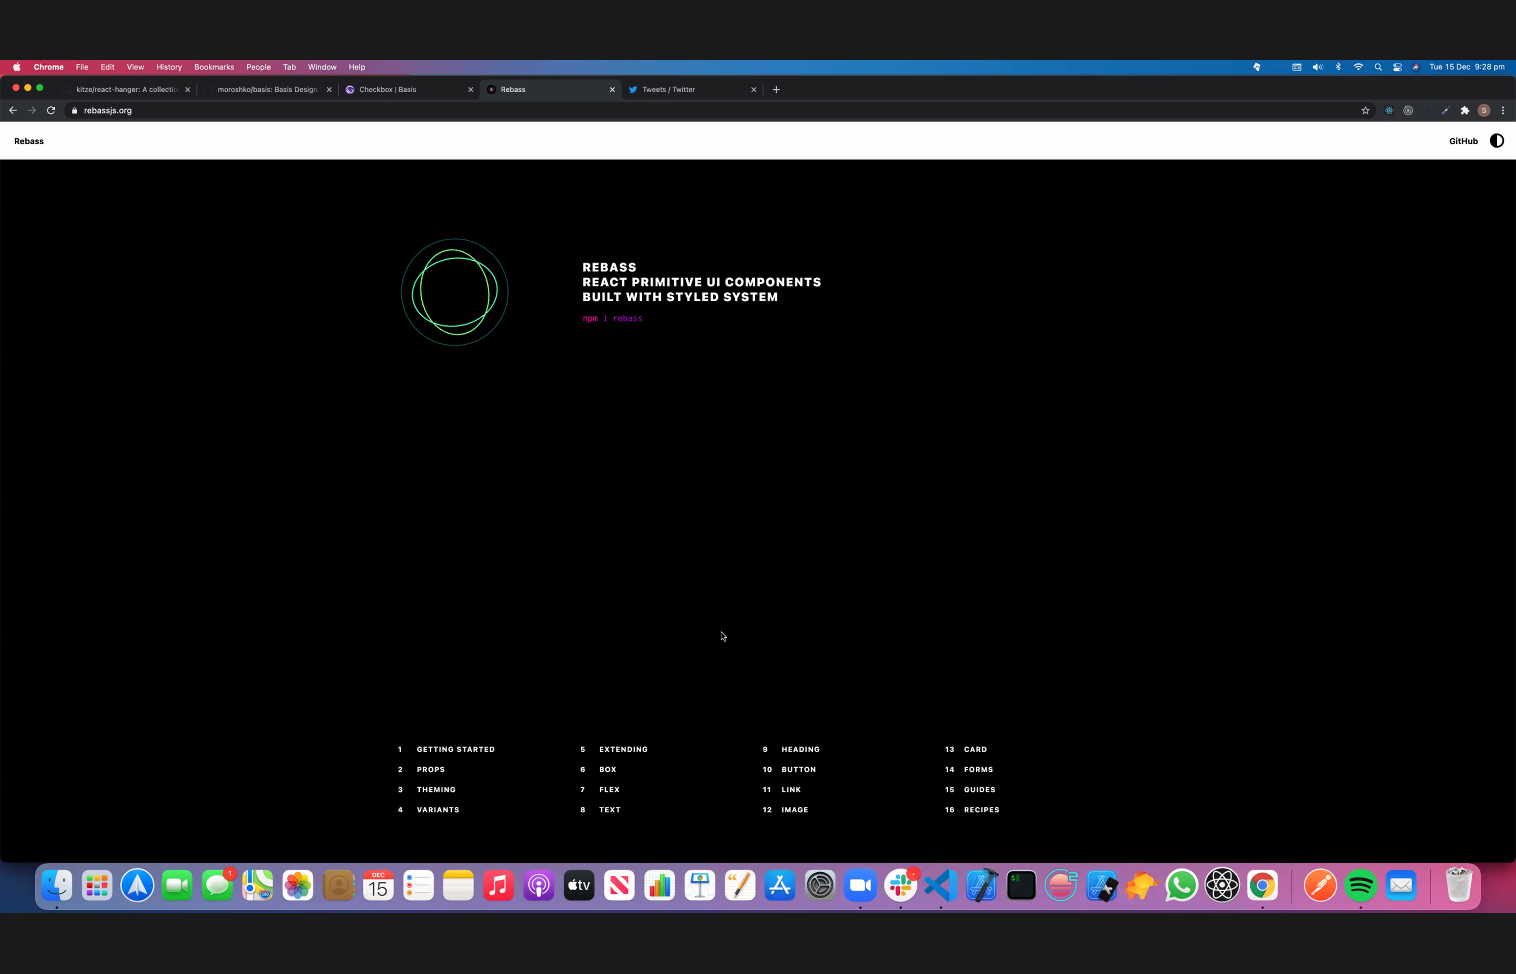 Chrome File Edit View History Bookmarks People Tab Window Help Tue 15 Dec 9:28 pm
kitze/react-hanger: A collectio moroshko/basis: Basis Design Checkbox | Basis Rebass Tweets / Twitter
rebassjs.org S
Rebass GitHub
REBASS
REACT PRIMITIVE UI COMPONENTS
BUILT WITH STYLED SYSTEM
npm i rebass
1 GETTING STARTED 5 EXTENDING 9 HEADING 13 CARD
2 PROPS 6 BOX 10 BUTTON 14 FORMS
3 THEMING 7 FLEX 11 LINK 15 GUIDES
4 VARIANTS 8 TEXT 12 IMAGE 16 RECIPES
1 DEC
15 tv